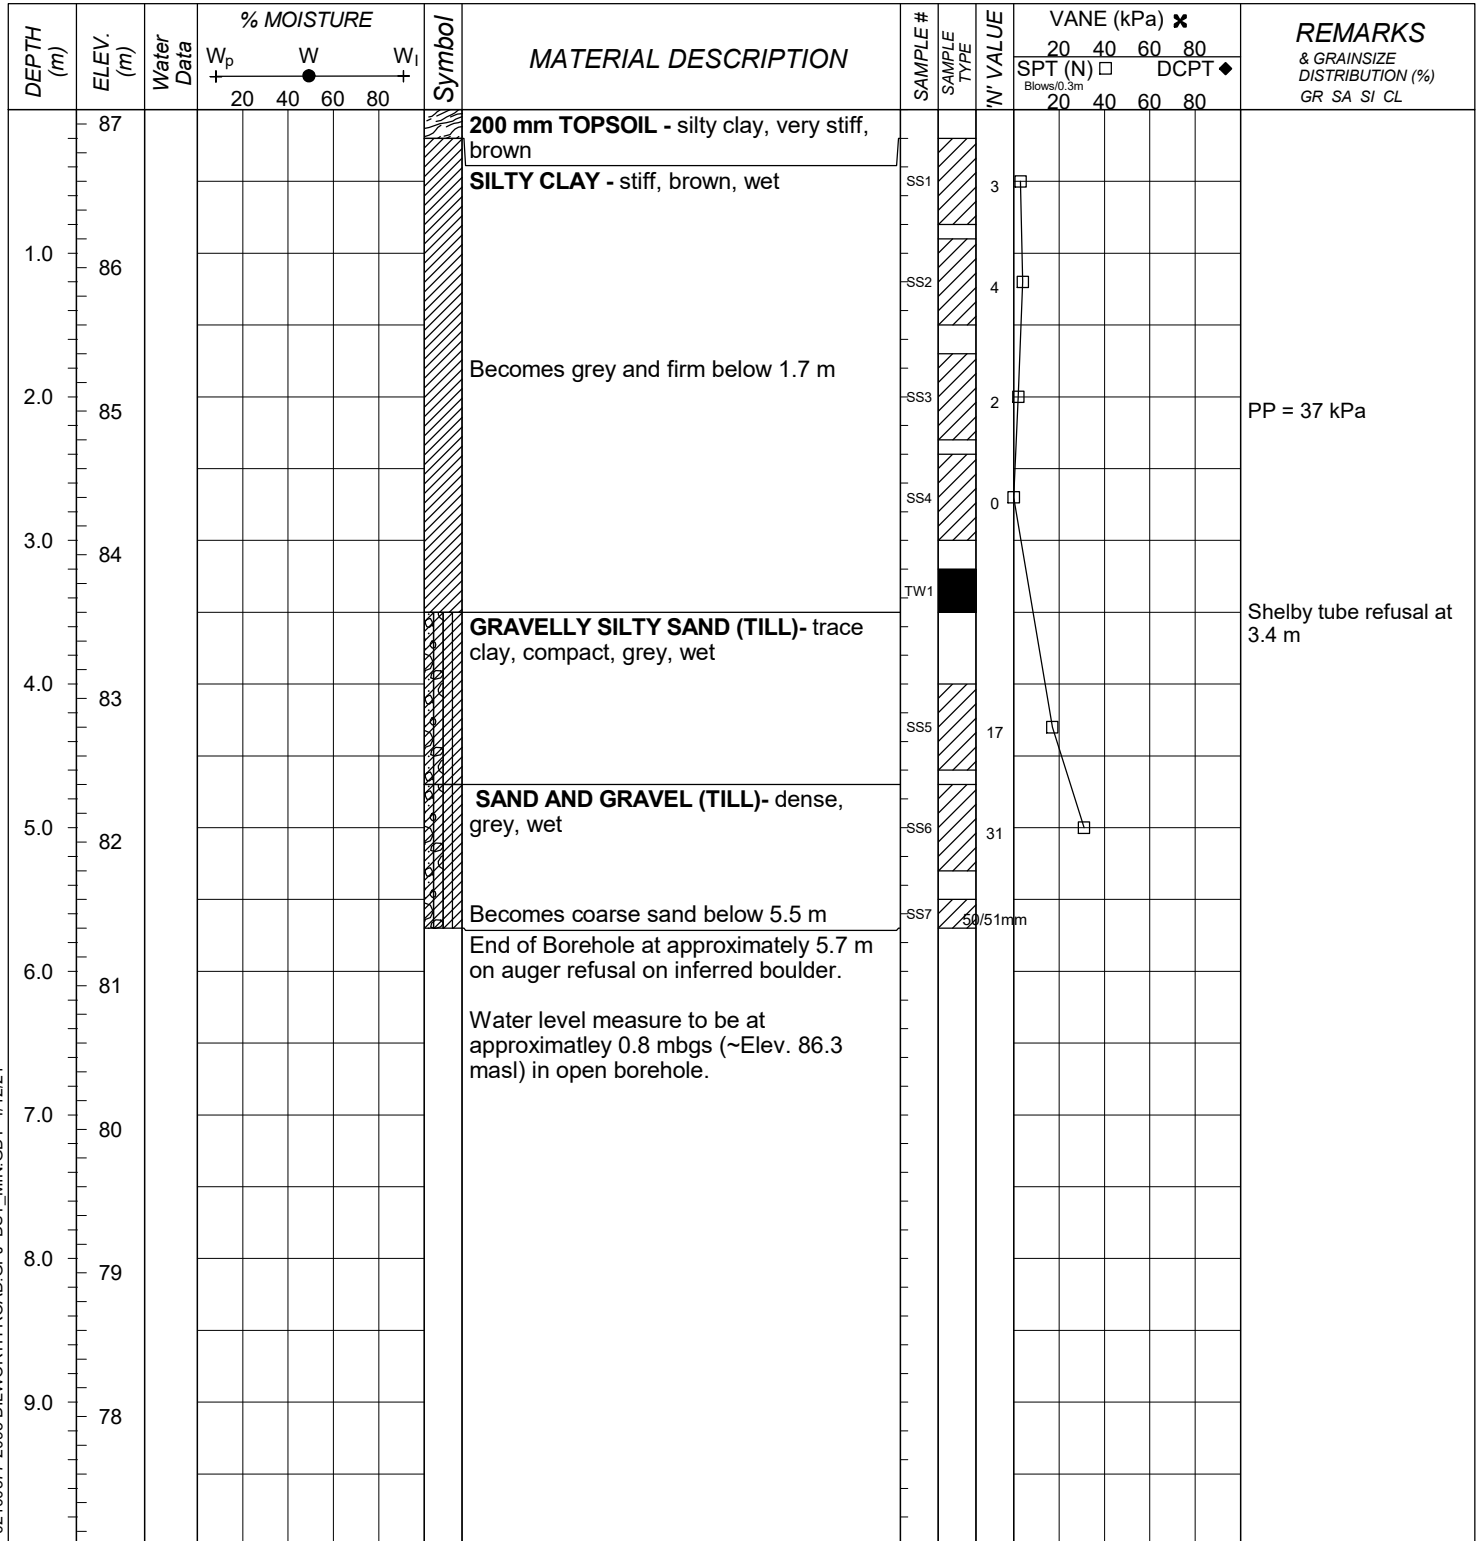 DEPTH (m)
ELEV. (m)
Water Data
% MOISTURE
Wp W Wl
20 40 60 80
Symbol
MATERIAL DESCRIPTION
SAMPLE #
SAMPLE TYPE
'N' VALUE
VANE (kPa)
20 40 60 80
SPT (N) DCPT
Blows/0.3m
20 40 60 80
REMARKS
& GRAINSIZE
DISTRIBUTION (%)
GR SA SI CL
87
200 mm TOPSOIL - silty clay, very stiff,
brown
SILTY CLAY - stiff, brown, wet
SS1 3
1.0
86
SS2 4
Becomes grey and firm below 1.7 m
2.0
85
SS3 2
PP = 37 kPa
SS4 0
3.0
84
TW1
Shelby tube refusal at
3.4 m
GRAVELLY SILTY SAND (TILL)- trace
clay, compact, grey, wet
4.0
83
SS5 17
SAND AND GRAVEL (TILL)- dense,
grey, wet
5.0
82
SS6 31
Becomes coarse sand below 5.5 m
SS7 50/51mm
End of Borehole at approximately 5.7 m
on auger refusal on inferred boulder.
6.0
81
Water level measure to be at
approximatley 0.8 mbgs (~Elev. 86.3
masl) in open borehole.
7.0
80
8.0
79
9.0
78